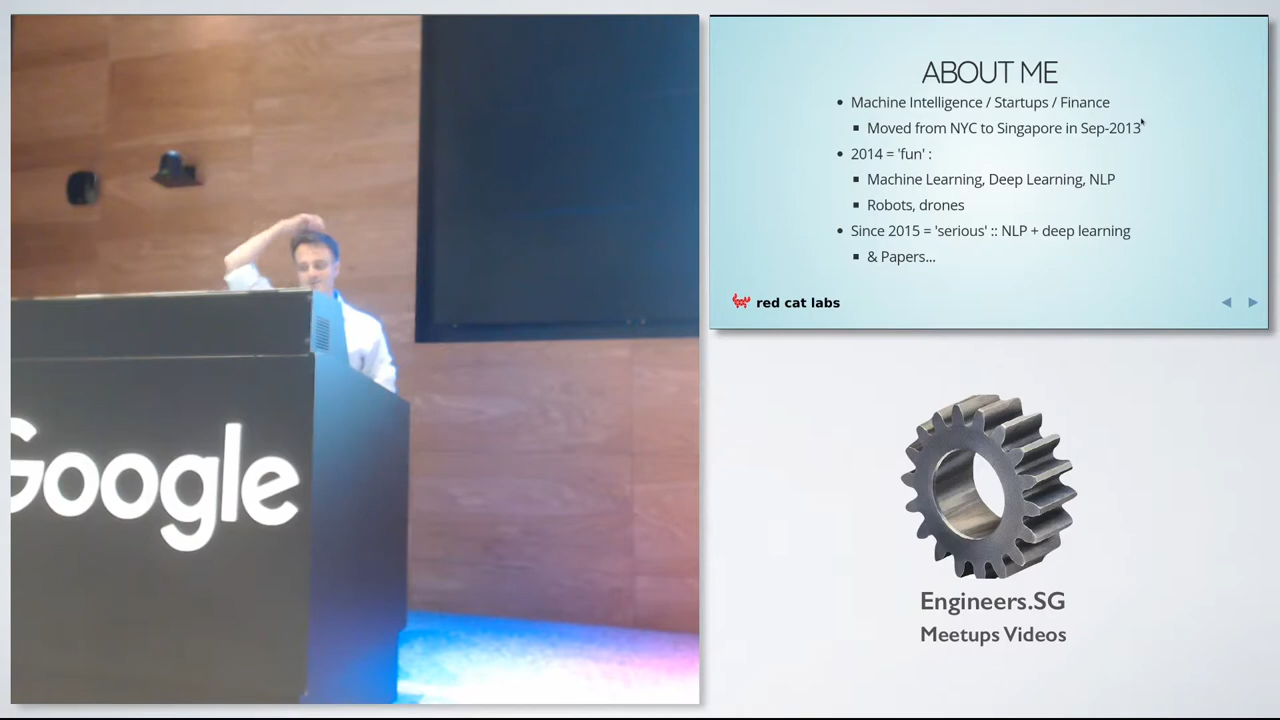 Google
ABOUT ME
• Machine Intelligence / Startups / Finance
▪ Moved from NYC to Singapore in Sep-2013
• 2014 = 'fun' :
▪ Machine Learning, Deep Learning, NLP
▪ Robots, drones
• Since 2015 = 'serious' :: NLP + deep learning
▪ & Papers...
red cat labs
Engineers.SG
Meetups Videos